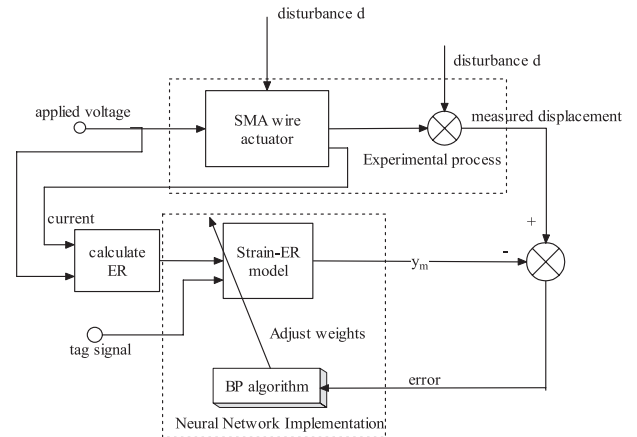 disturbance d
disturbance d
applied voltage
SMA wire
actuator
measured displacement
Experimental process
current
+
calculate
ER
Strain-ER
model
-
yₘ
tag signal
Adjust weights
BP algorithm
error
Neural Network Implementation